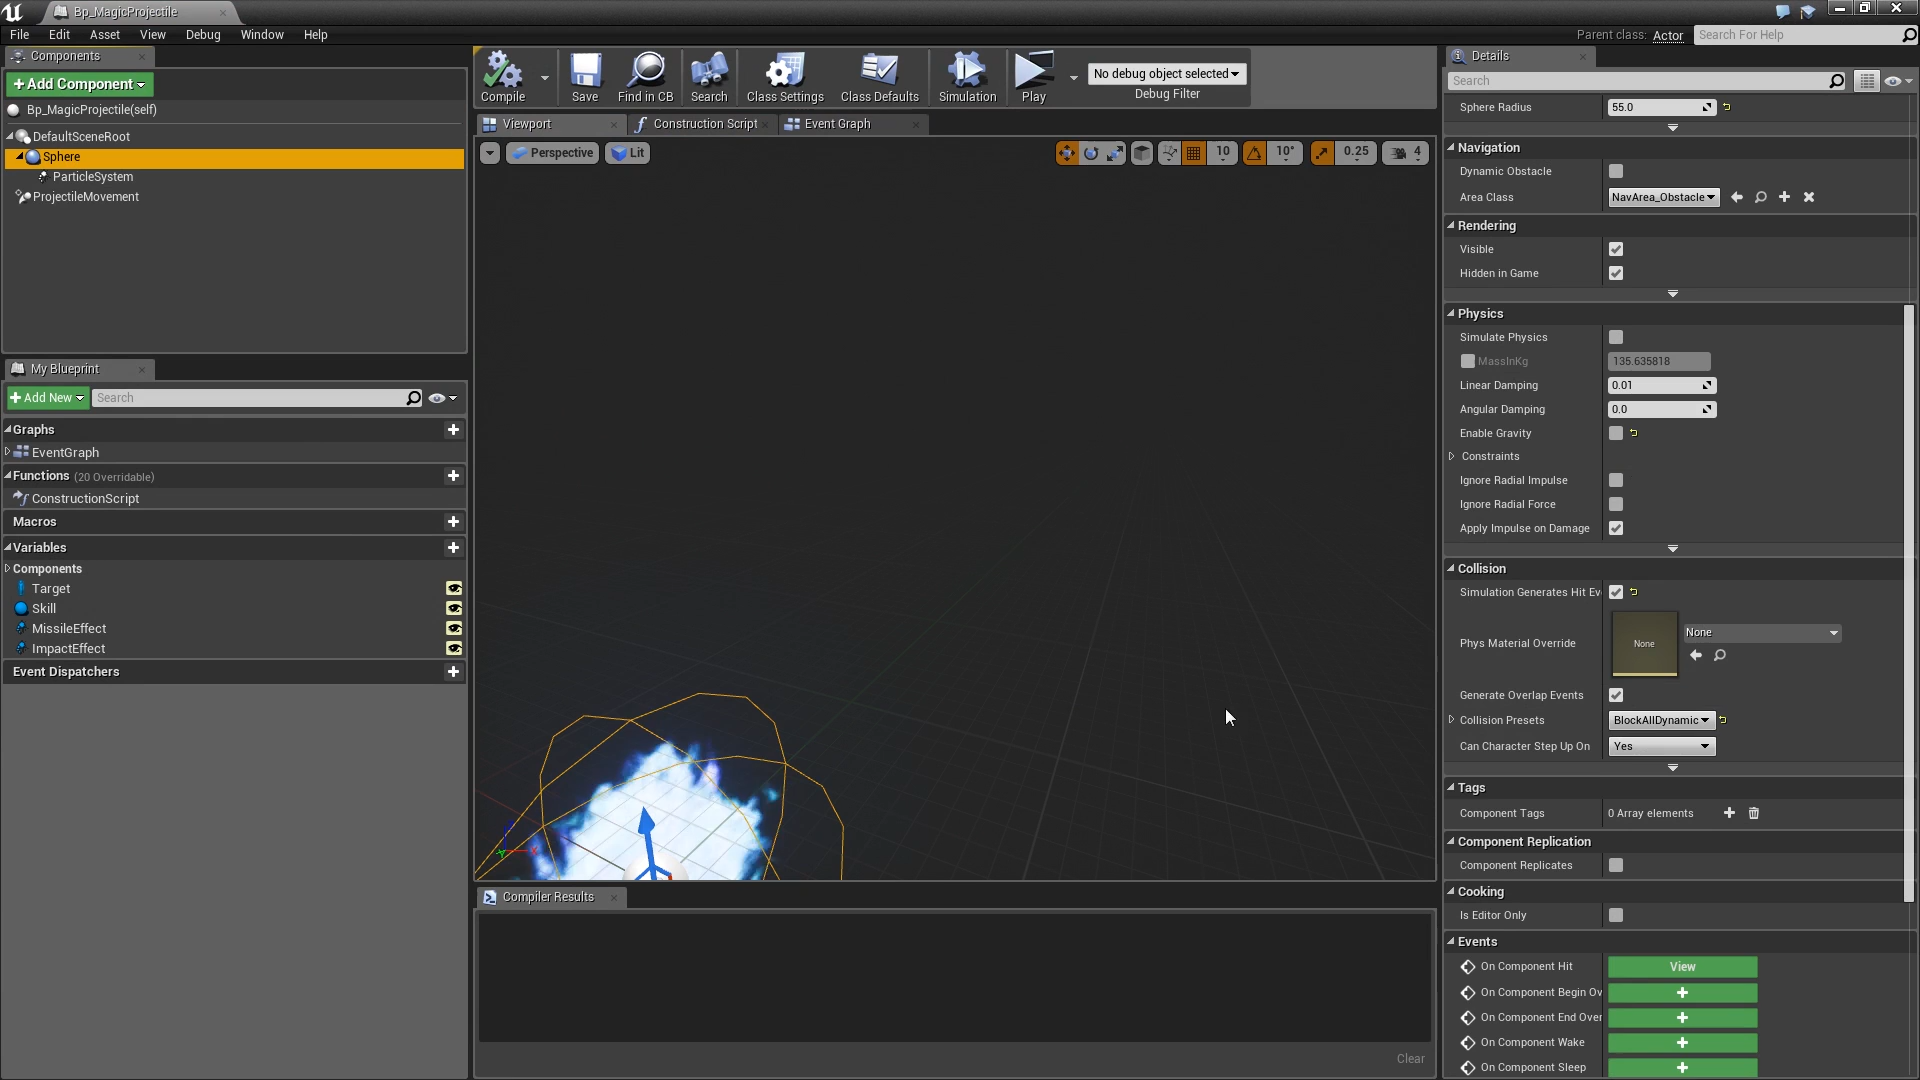 Bp_MagicProjectile
File Edit Asset View Debug Window Help
Parent class: Actor
Search For Help
Components
Add Component
Bp_MagicProjectile(self)
DefaultSceneRoot
Sphere
ParticleSystem
ProjectileMovement
My Blueprint
Add New
Search
Graphs
EventGraph
Functions (20 Overridable)
ConstructionScript
Macros
Variables
Components
Target
Skill
MissileEffect
ImpactEffect
Event Dispatchers
Compile
Save
Find in CB
Search
Class Settings
Class Defaults
Simulation
Play
No debug object selected
Debug Filter
Viewport
Construction Script
Event Graph
Perspective
Lit
10
10°
0.25
4
Compiler Results
Clear
Details
Search
Sphere Radius 55.0
Navigation
Dynamic Obstacle
Area Class NavArea_Obstacle
Rendering
Visible
Hidden in Game
Physics
Simulate Physics
MassInKg 135.635818
Linear Damping 0.01
Angular Damping 0.0
Enable Gravity
Constraints
Ignore Radial Impulse
Ignore Radial Force
Apply Impulse on Damage
Collision
Simulation Generates Hit Ev
Phys Material Override None None
Generate Overlap Events
Collision Presets BlockAllDynamic
Can Character Step Up On Yes
Tags
Component Tags 0 Array elements
Component Replication
Component Replicates
Cooking
Is Editor Only
Events
On Component Hit View
On Component Begin Ov
On Component End Over
On Component Wake
On Component Sleep